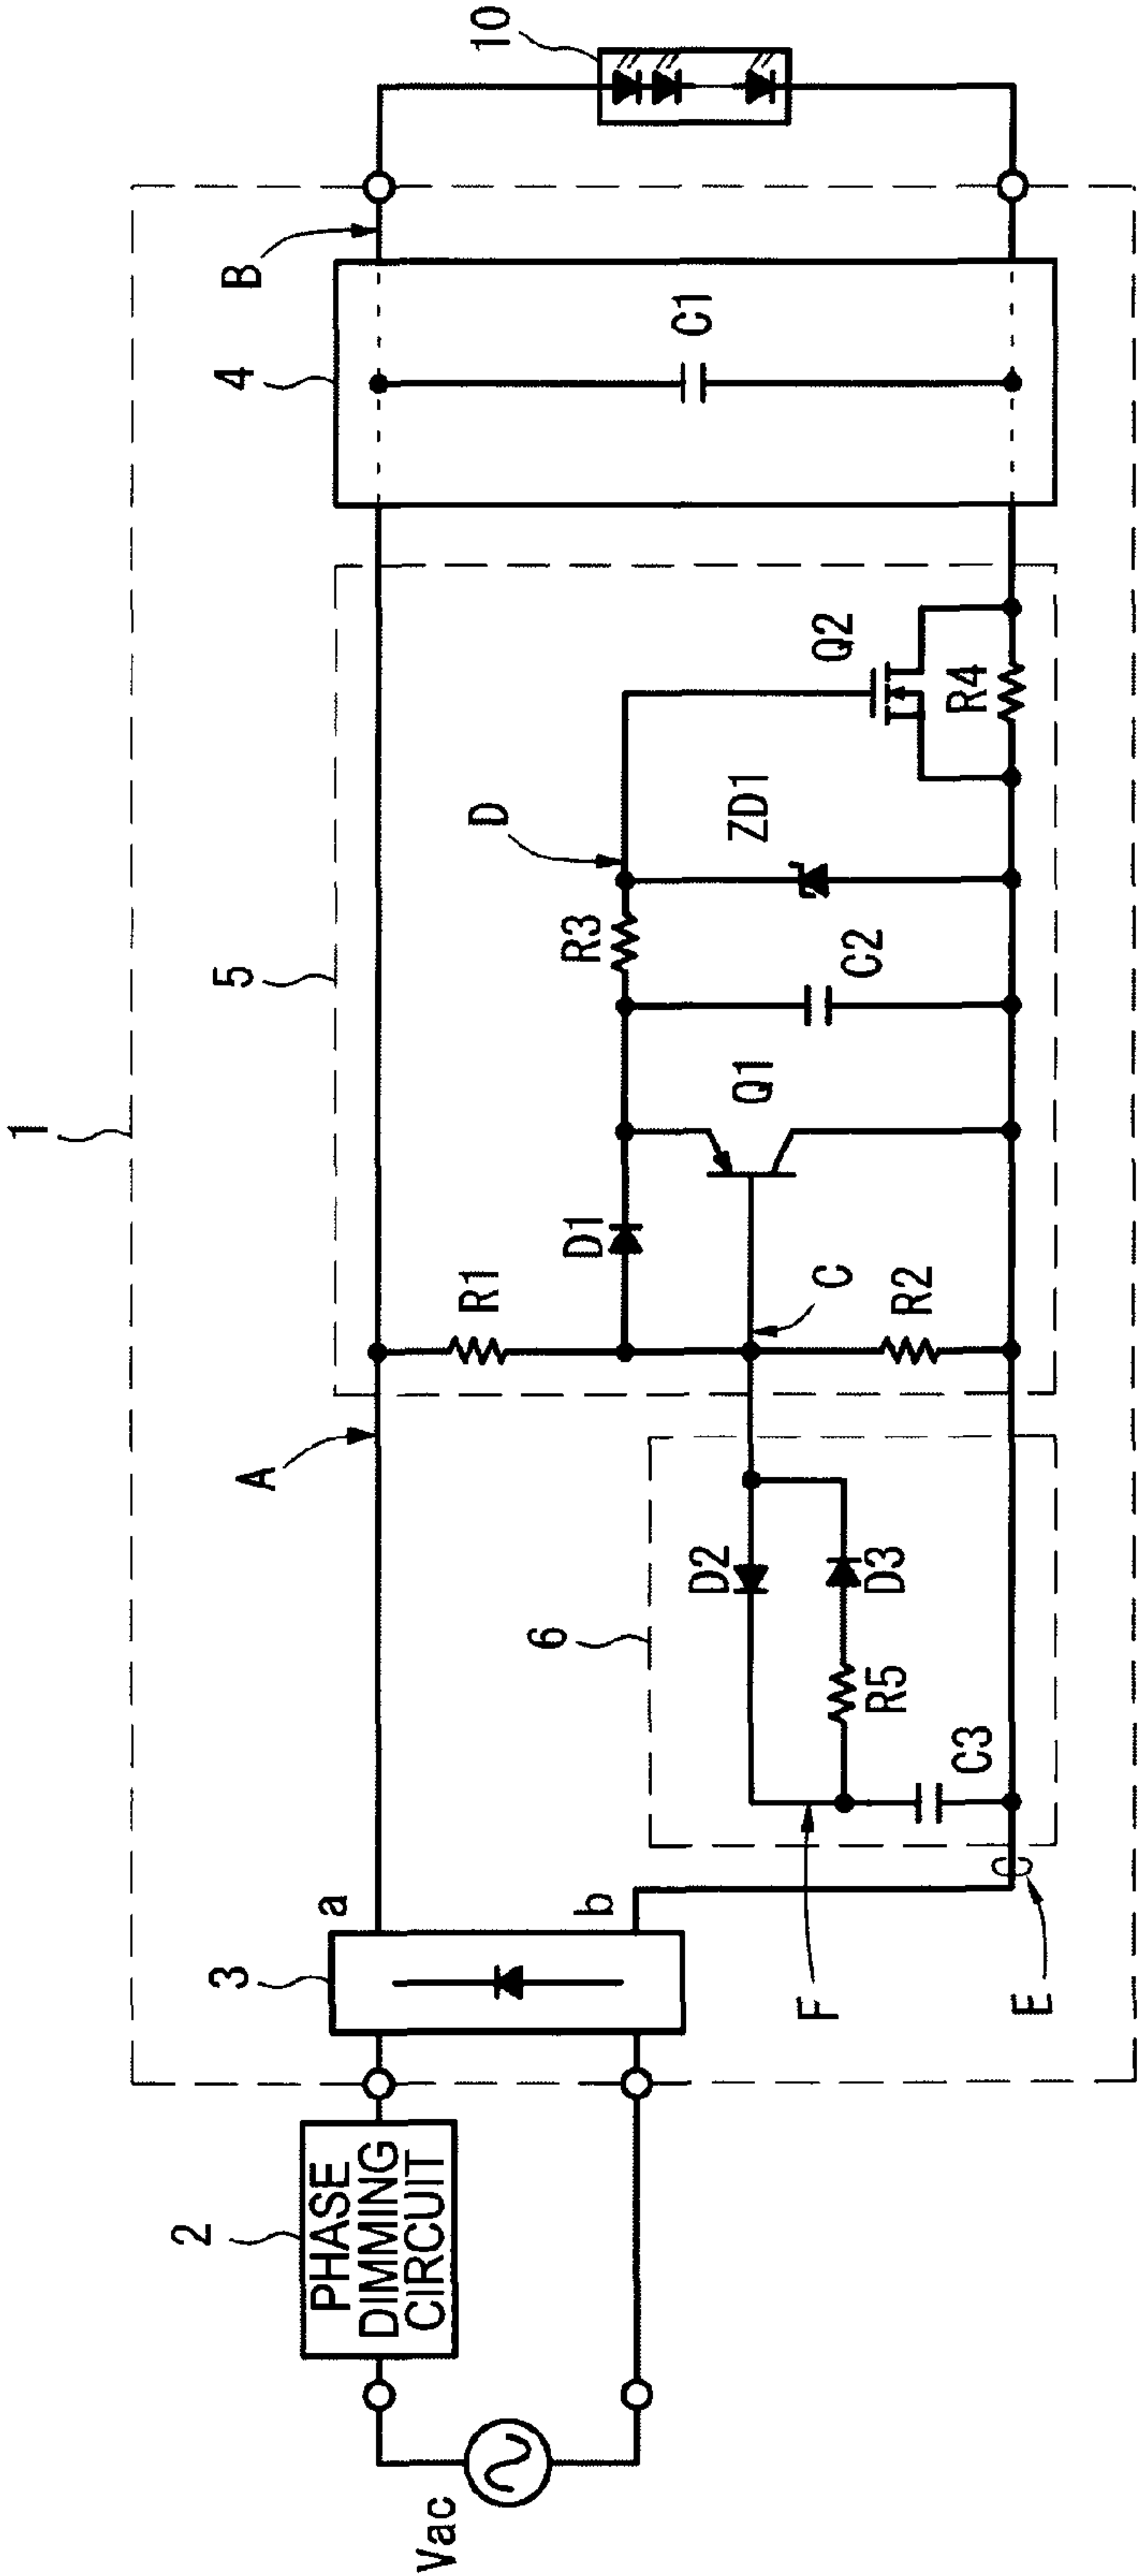 1
2
PHASE
DIMMING
CIRCUIT
Vac
3
a
b
A
E
F
6
D2
D3
R5
C3
5
R1
D1
C
R2
Q1
R3
C2
D
ZD1
Q2
R4
4
C1
B
10